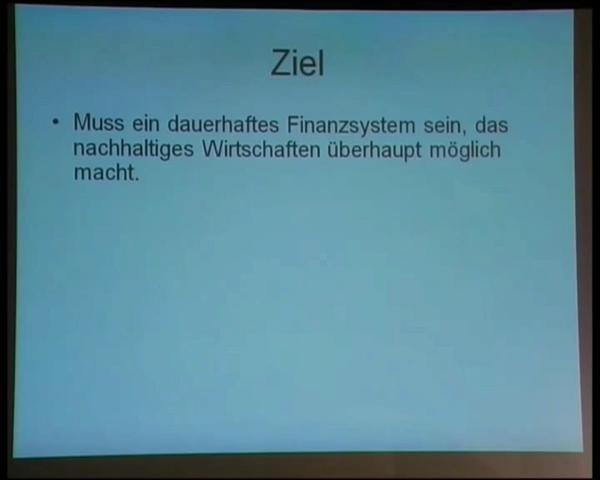 Ziel
• Muss ein dauerhaftes Finanzsystem sein, das
nachhaltiges Wirtschaften überhaupt möglich
macht.